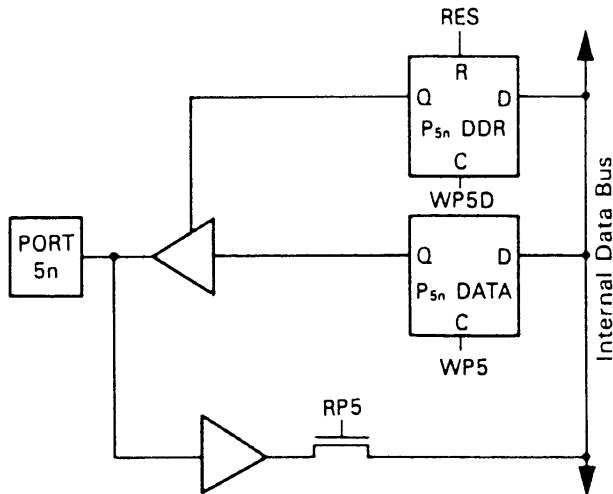 RES
R
Q D
P5n DDR
C
WP5D
PORT
5n
Q D
P5n DATA
C
WP5
RP5
Internal Data Bus